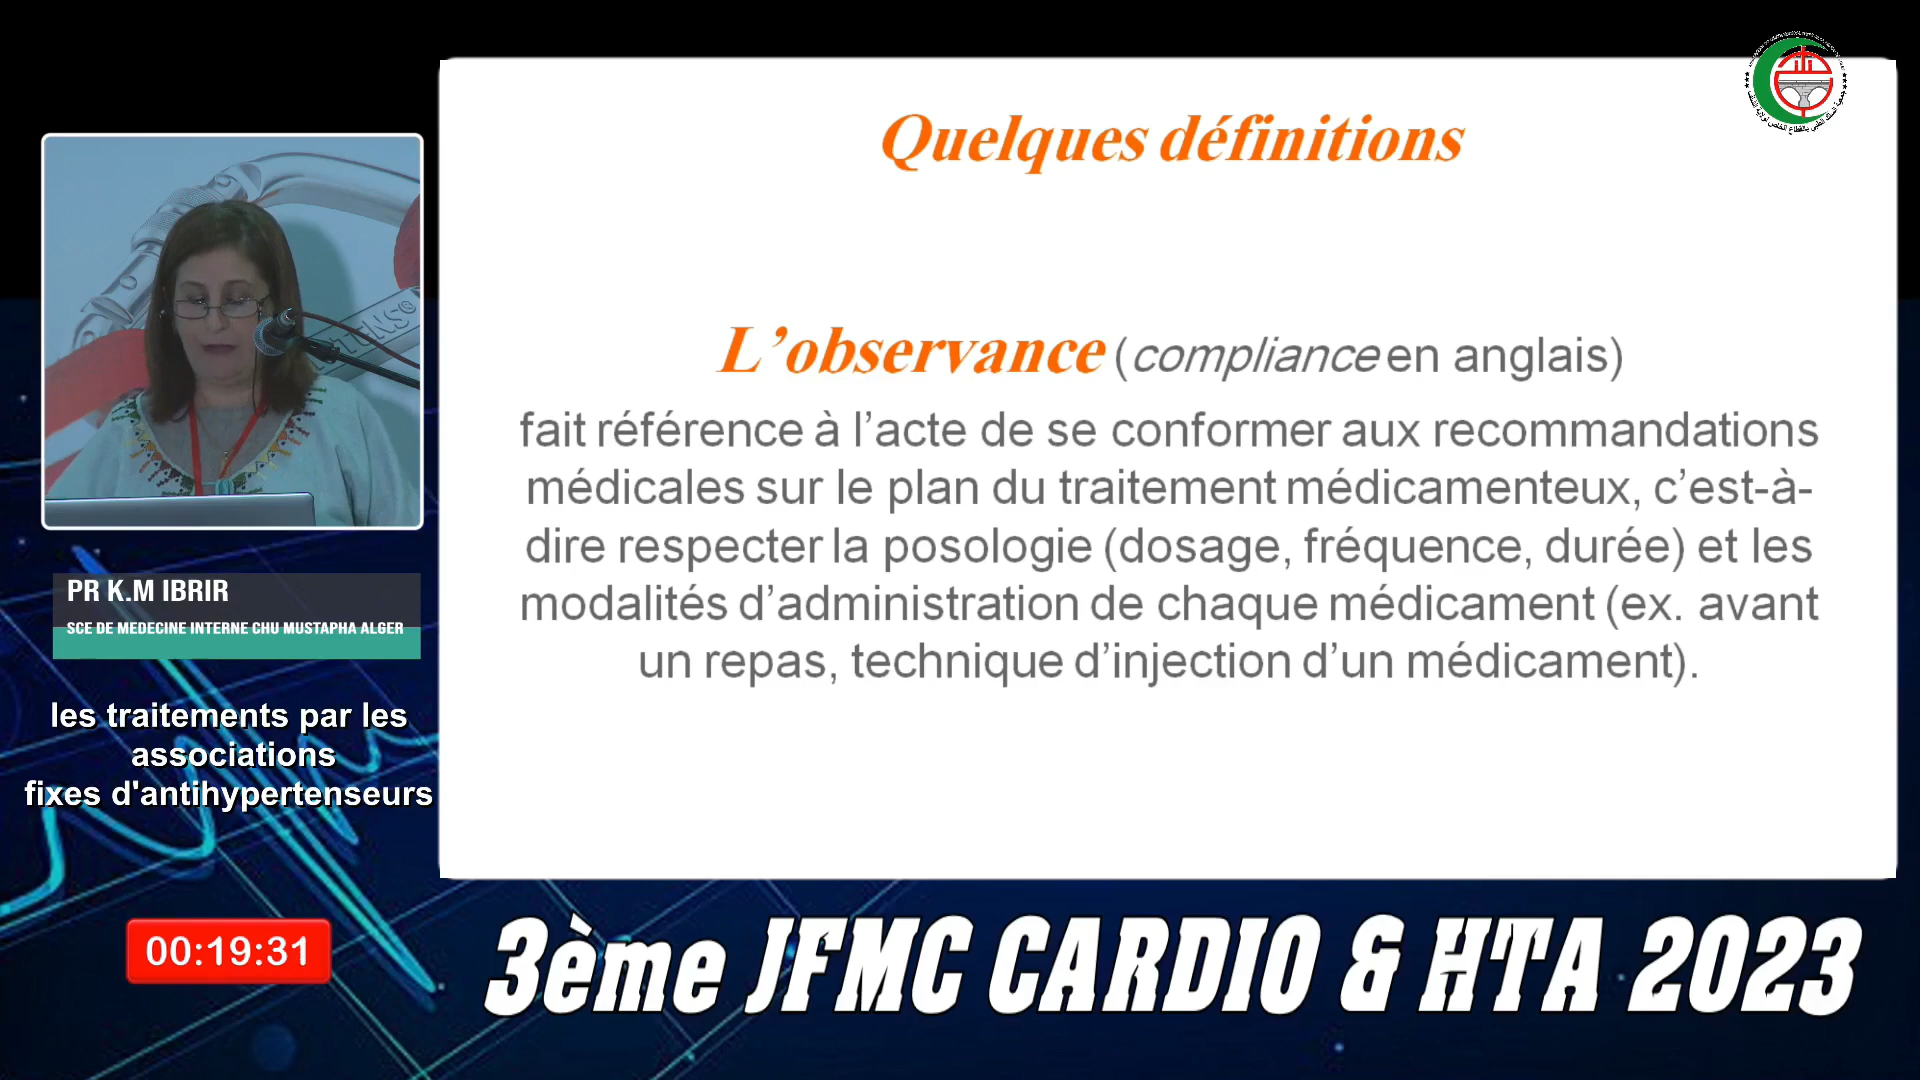 Quelques définitions
L’observance (compliance en anglais)
fait référence à l’acte de se conformer aux recommandations
médicales sur le plan du traitement médicamenteux, c’est-à-
dire respecter la posologie (dosage, fréquence, durée) et les
modalités d’administration de chaque médicament (ex. avant
un repas, technique d’injection d’un médicament).
PR K.M IBRIR
SCE DE MEDECINE INTERNE CHU MUSTAPHA ALGER
les traitements par les
associations
fixes d'antihypertenseurs
00:19:31
3ème JFMC CARDIO & HTA 2023